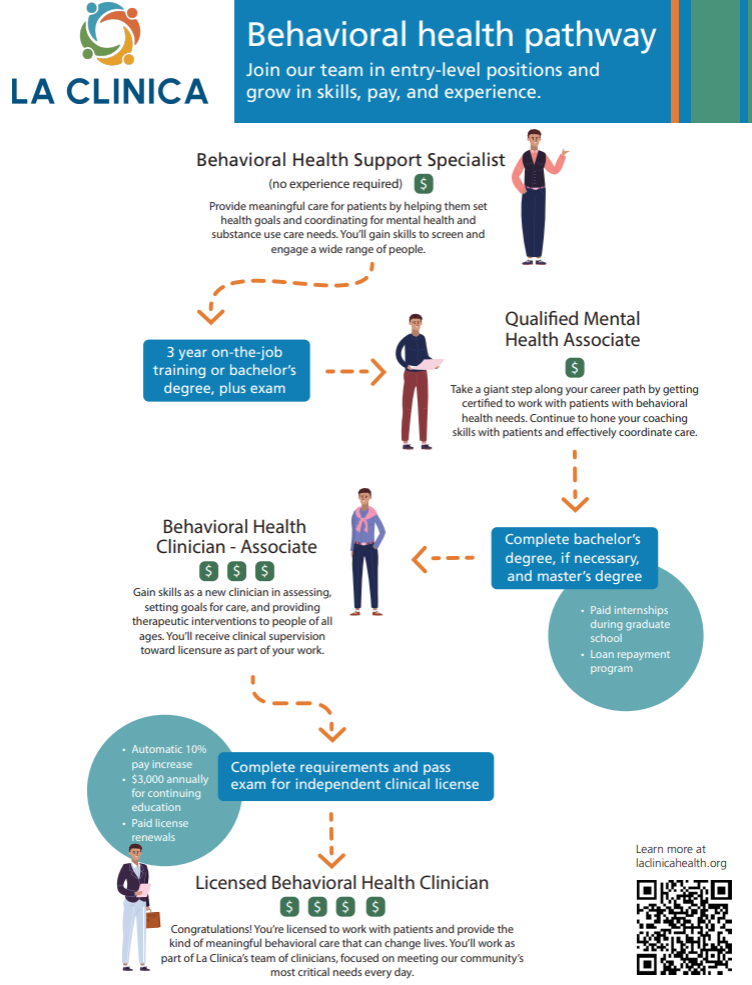 LA CLINICA
Behavioral health pathway
Join our team in entry-level positions and
grow in skills, pay, and experience.
Behavioral Health Support Specialist
(no experience required) $
Provide meaningful care for patients by helping them set
health goals and coordinating for mental health and
substance use care needs. You'll gain skills to screen and
engage a wide range of people.
3 year on-the-job
training or bachelor's
degree, plus exam
Qualified Mental
Health Associate
$
Take a giant step along your career path by getting
certified to work with patients with behavioral
health needs. Continue to hone your coaching
skills with patients and effectively coordinate care.
Complete bachelor's
degree, if necessary,
and master's degree
• Paid internships
during graduate
school
• Loan repayment
program
Behavioral Health
Clinician - Associate
$ $ $
Gain skills as a new clinician in assessing,
setting goals for care, and providing
therapeutic interventions to people of all
ages. You'll receive clinical supervision
toward licensure as part of your work.
• Automatic 10%
pay increase
• $3,000 annually
for continuing
education
• Paid license
renewals
Complete requirements and pass
exam for independent clinical license
Licensed Behavioral Health Clinician
$ $ $ $
Congratulations! You're licensed to work with patients and provide the
kind of meaningful behavioral care that can change lives. You'll work as
part of La Clinica's team of clinicians, focused on meeting our community's
most critical needs every day.
Learn more at
laclinicahealth.org